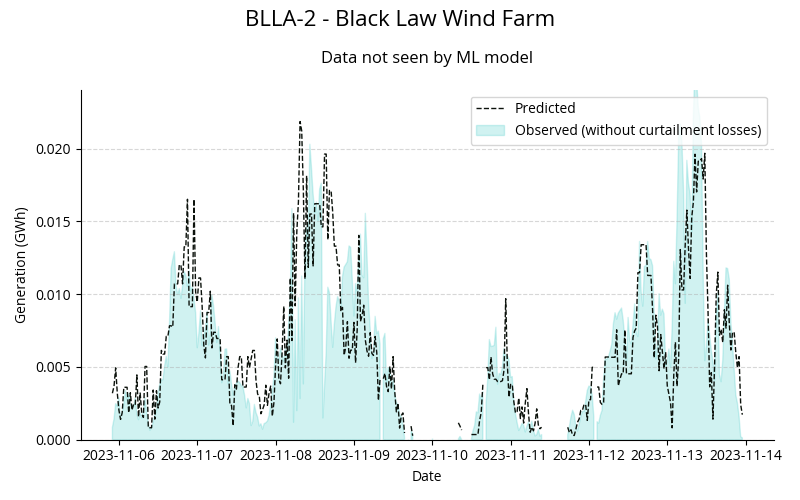 BLLA-2 - Black Law Wind Farm
Data not seen by ML model
Predicted
Observed (without curtailment losses)
Generation (GWh)
0.020
0.015
0.010
0.005
0.000
2023-11-06 2023-11-07 2023-11-08 2023-11-09 2023-11-10 2023-11-11 2023-11-12 2023-11-13 2023-11-14
Date